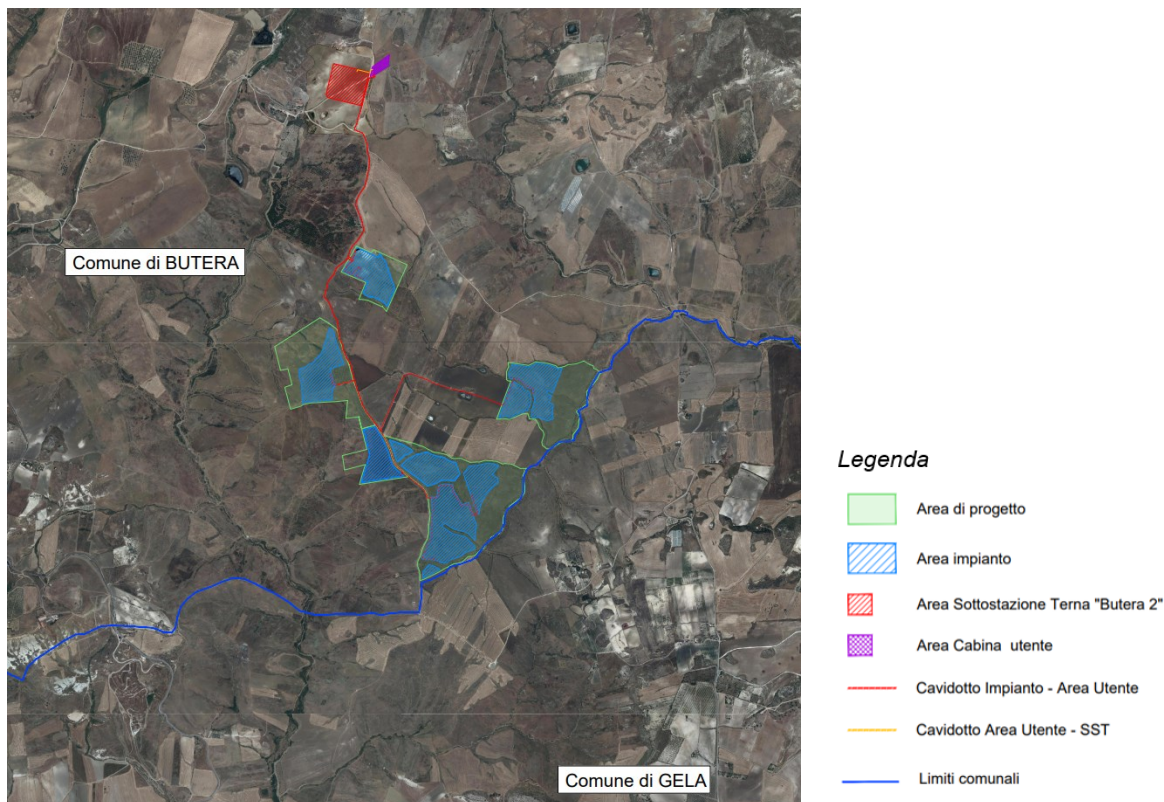 Comune di BUTERA
Legenda
Area di progetto
Area impianto
Area Sottostazione Terna "Butera 2"
Area Cabina utente
Cavidotto Impianto - Area Utente
Cavidotto Area Utente - SST
Limiti comunali
Comune di GELA